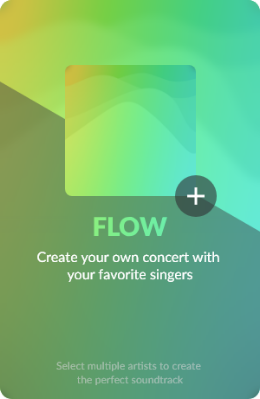 FLOW
Create your own concert with
your favorite singers
Select multiple artists to create
the perfect soundtrack